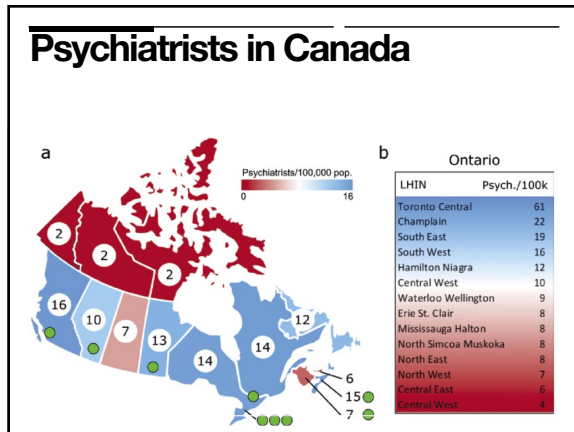 Psychiatrists in Canada
a
Psychiatrists/100,000 pop.
0 16
2
2
2
16
10
7
13
14
14
12
6
15
7
b
Ontario
LHIN Psych./100k
Toronto Central 61
Champlain 22
South East 19
South West 16
Hamilton Niagra 12
Central West 10
Waterloo Wellington 9
Erie St. Clair 8
Mississauga Halton 8
North Simcoa Muskoka 8
North East 8
North West 7
Central East 6
Central West 4